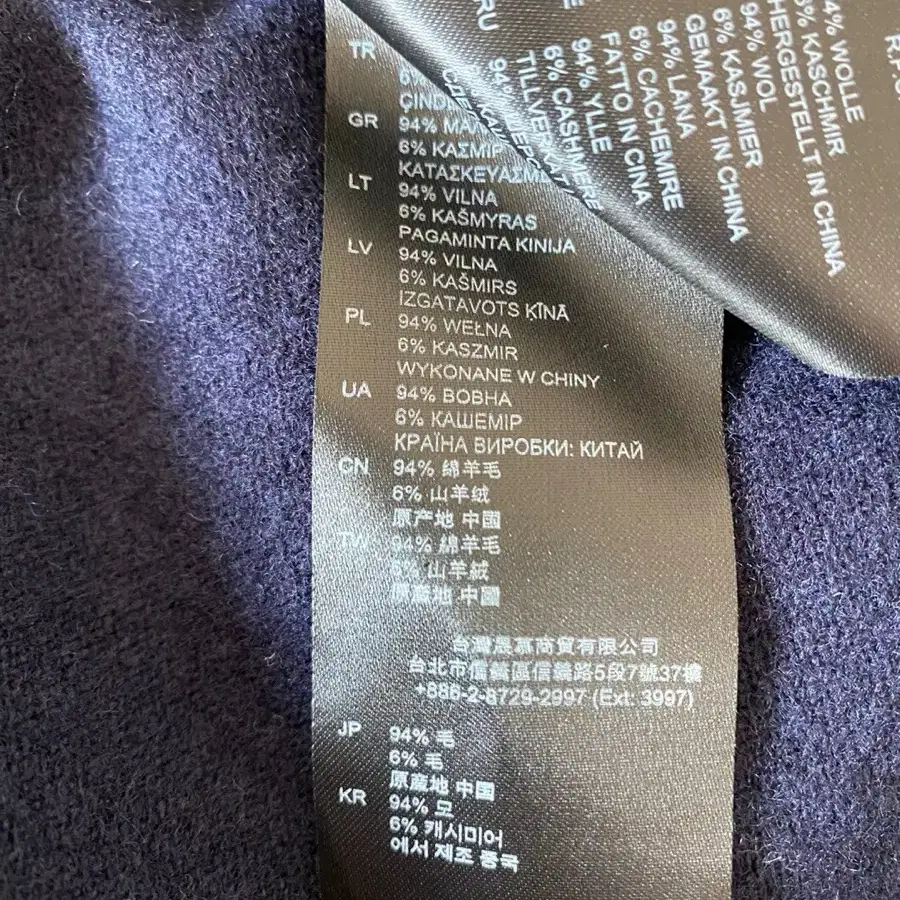 TR
6%
ÇİNDE
GR
94%
6% ΚΑΣΜΙΡ
LT
94% VILNA
6% KAŠMYRAS
PAGAMINTA KINIJA
LV
94% VILNA
6% KAŠMIRS
IZGATAVOTS ĶĪNĀ
PL
94% WEŁNA
6% KASZMIR
WYKONANE W CHINY
UA
94% ВОВНА
6% КАШЕМІР
КРАЇНА ВИРОБКИ: КИТАЙ
CN
94% 綿羊毛
6% 山羊绒
原产地 中国
TW
94% 綿羊毛
6% 山羊絨
原產地 中國
台灣晨慕商貿有限公司
台北市信義區信義路5段7號37樓
+886-2-8729-2997 (Ext: 3997)
JP
94% 毛
6% 毛
原産地 中国
KR
94% 모
6% 캐시미어
에서 제조 중국
94% WOLLE
6% KASCHMIR
HERGESTELLT IN CHINA
94% WOL
6% KASJMIER
GEMAAKT IN CHINA
94% LANA
6% CACHEMIRE
FATTO IN CINA
94% YLLE
6% CASHMERE
TILLVERKAT
RU
94